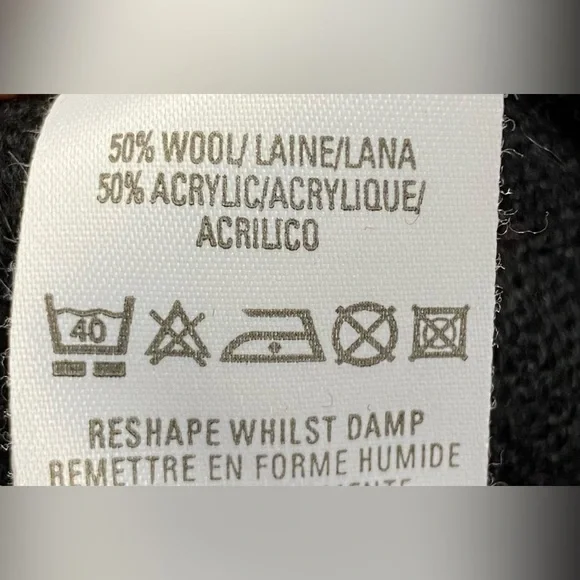 50% WOOL/ LAINE/LANA
50% ACRYLIC/ACRYLIQUE/
ACRILICO
40
RESHAPE WHILST DAMP
REMETTRE EN FORME HUMIDE